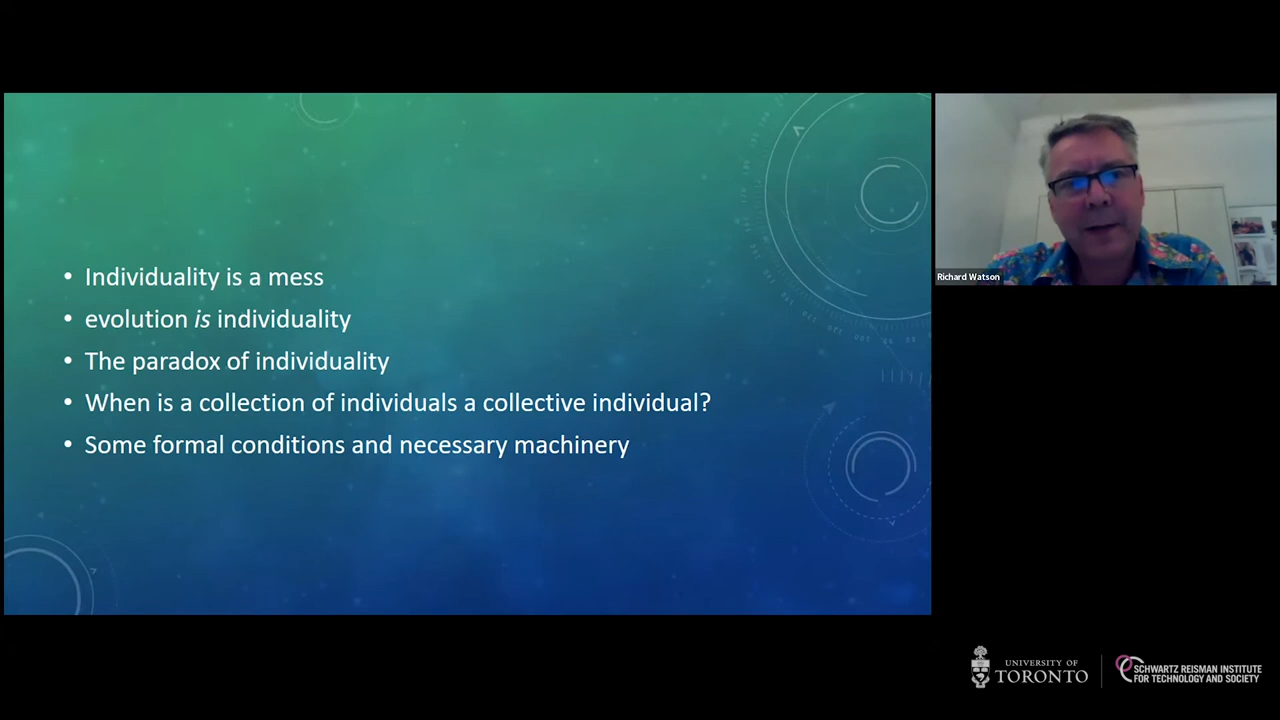 • Individuality is a mess
• evolution is individuality
• The paradox of individuality
• When is a collection of individuals a collective individual?
• Some formal conditions and necessary machinery
Richard Watson
UNIVERSITY OF
TORONTO
SCHWARTZ REISMAN INSTITUTE
FOR TECHNOLOGY AND SOCIETY